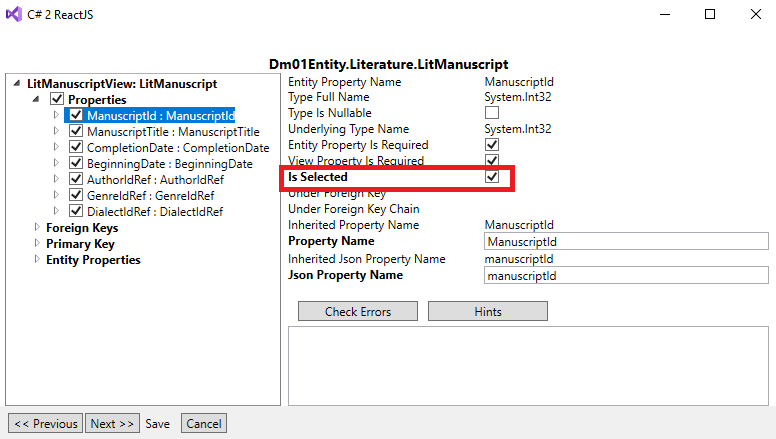 C# 2 ReactJS
Dm01Entity.Literature.LitManuscript
LitManuscriptView: LitManuscript
Properties
ManuscriptId : ManuscriptId
ManuscriptTitle : ManuscriptTitle
CompletionDate : CompletionDate
BeginningDate : BeginningDate
AuthorIdRef : AuthorIdRef
GenreIdRef : GenreIdRef
DialectIdRef : DialectIdRef
Foreign Keys
Primary Key
Entity Properties
Entity Property Name ManuscriptId
Type Full Name System.Int32
Type Is Nullable
Underlying Type Name System.Int32
Entity Property Is Required
View Property Is Required
Is Selected
Under Foreign Key
Under Foreign Key Chain
Inherited Property Name ManuscriptId
Property Name ManuscriptId
Inherited Json Property Name manuscriptId
Json Property Name manuscriptId
Check Errors Hints
<< Previous Next >> Save Cancel